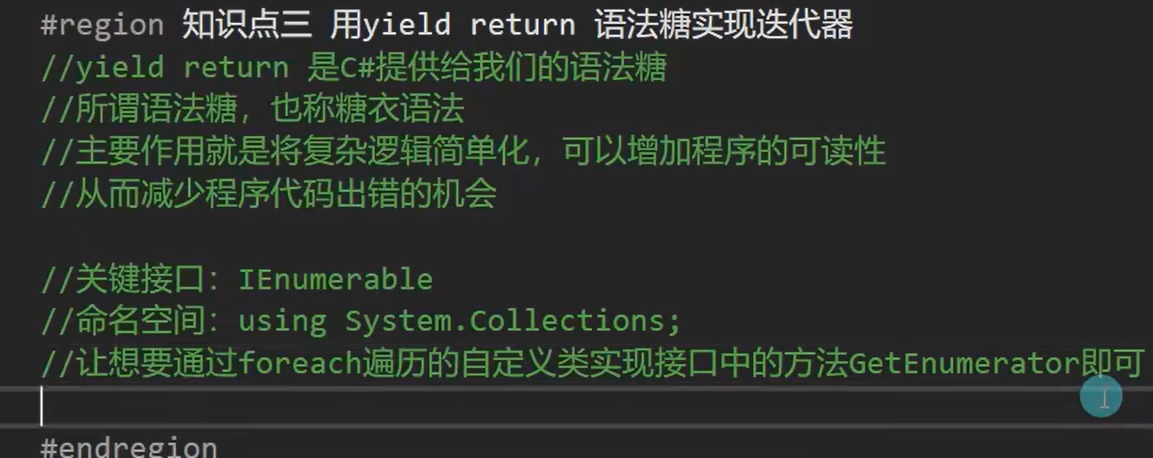 #region 知识点三 用yield return 语法糖实现迭代器
//yield return 是C#提供给我们的语法糖
//所谓语法糖，也称糖衣语法
//主要作用就是将复杂逻辑简单化，可以增加程序的可读性
//从而减少程序代码出错的机会
//关键接口：IEnumerable
//命名空间：using System.Collections;
//让想要通过foreach遍历的自定义类实现接口中的方法GetEnumerator即可
#endregion